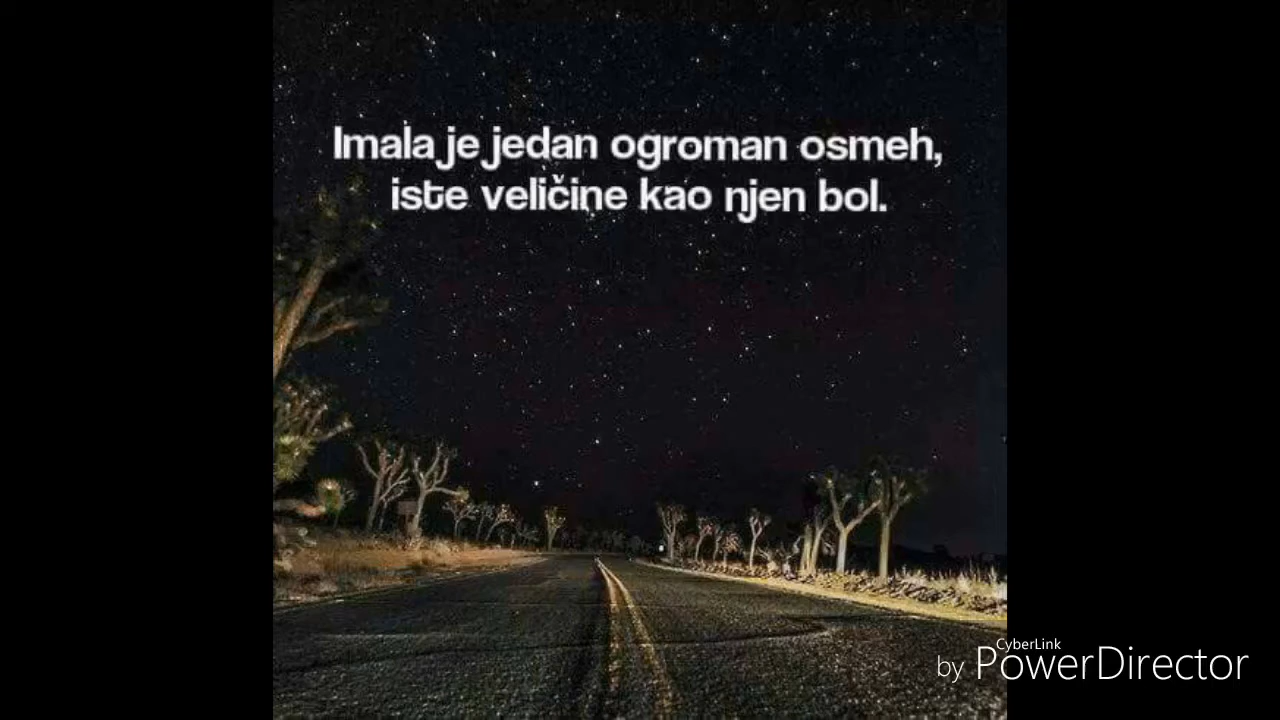 Imala je jedan ogroman osmeh,
iste veličine kao njen bol.
CyberLink
by PowerDirector